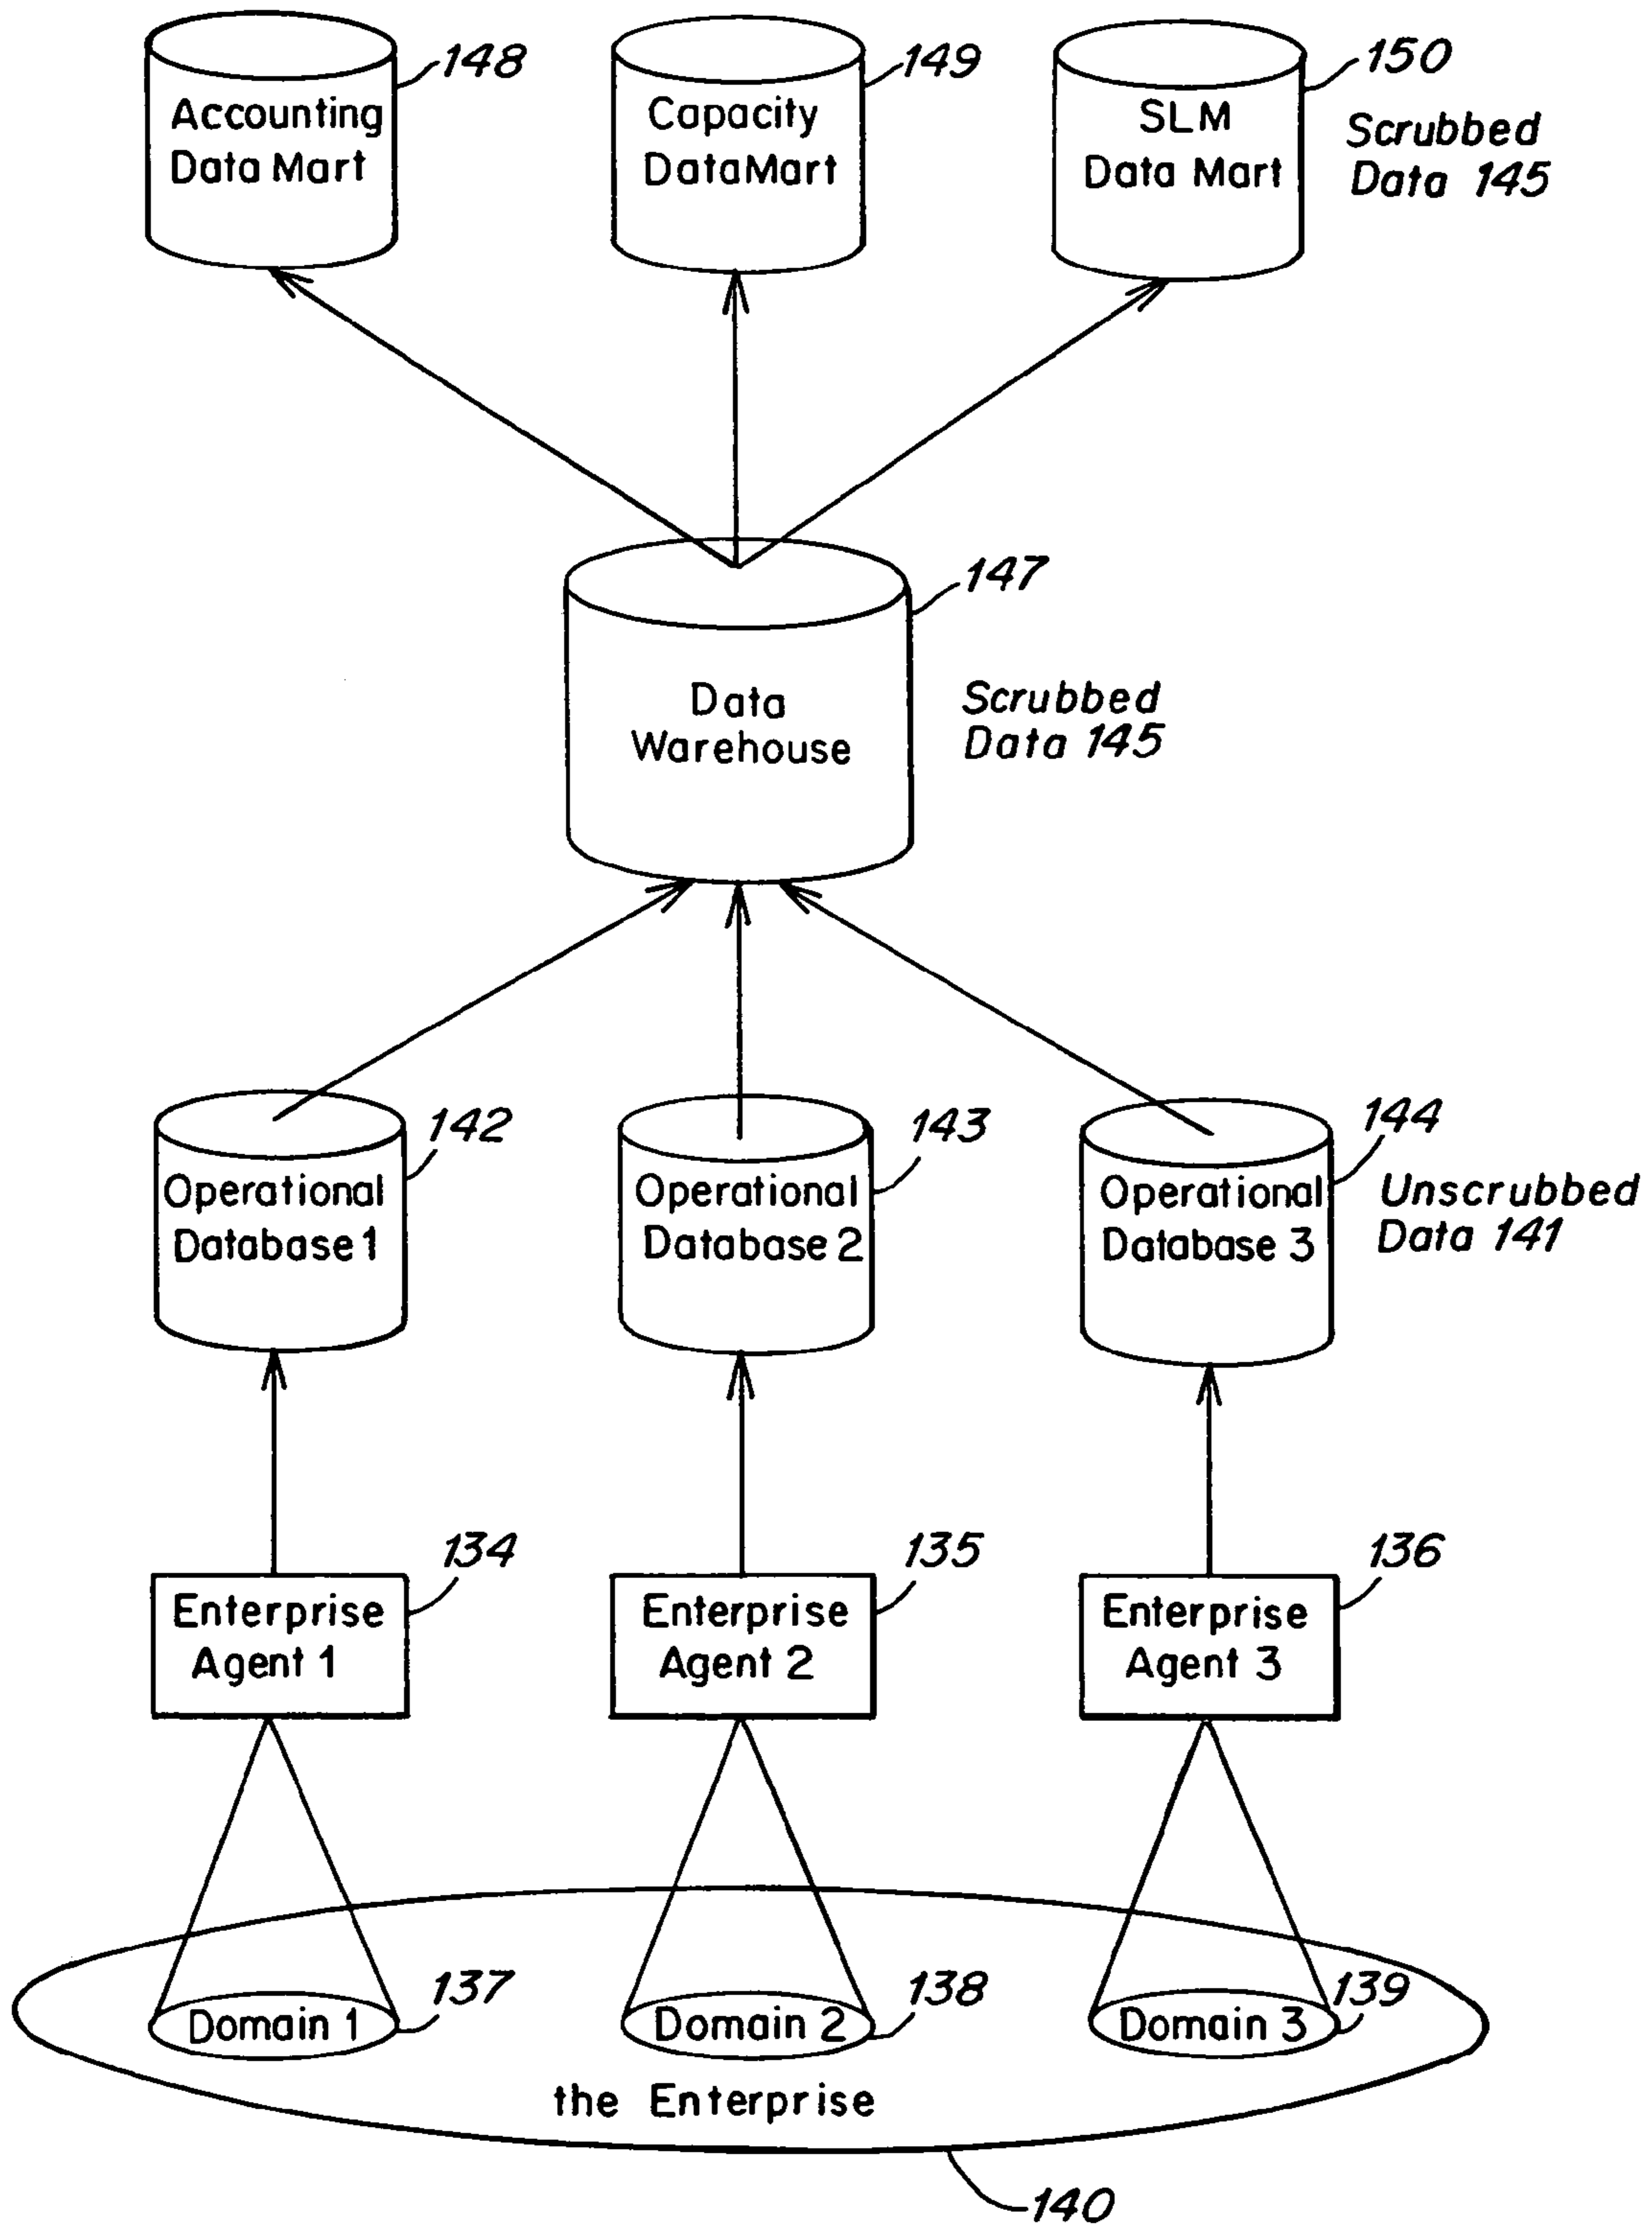 148
149
150
Accounting
Data Mart
Capacity
DataMart
SLM
Data Mart
Scrubbed
Data 145
147
Data
Warehouse
Scrubbed
Data 145
142
143
144
Operational
Database 1
Operational
Database 2
Operational
Database 3
Unscrubbed
Data 141
134
135
136
Enterprise
Agent 1
Enterprise
Agent 2
Enterprise
Agent 3
137
138
139
Domain 1
Domain 2
Domain 3
the Enterprise
140